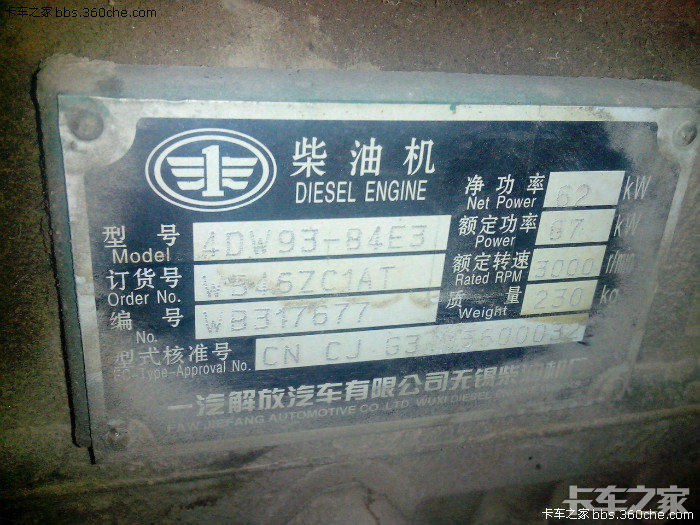 卡车之家 bbs.360che.com
柴油机
DIESEL ENGINE
型号 4DW93-84E3
Model
订货号
Order No.
编号 WB317677
No.
型式核准号 CN CJ
Type-Approval No.
净功率 62 kW
Net Power
额定功率 87 kW
Power
额定转速 3000 r/min
Rated RPM
质量 230 kg
Weight
一汽解放汽车有限公司无锡柴油机厂
FAW JIEFANG AUTOMOTIVE CO.,LTD. WUXI DIESEL
卡车之家
卡车之家 bbs.360che.com